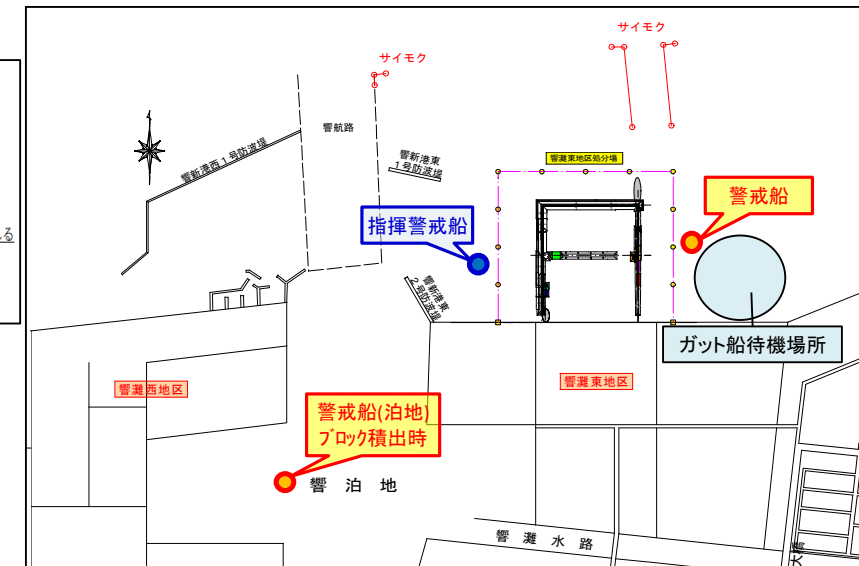 サイモク
サイモク
響航路
響新港西1号防波堤
響新港東
1号防波堤
響灘東地区処分場
警戒船
指揮警戒船
る
響新港東
2号防波堤
ガット船待機場所
響灘西地区
響灘東地区
警戒船(泊地)
ブロック積出時
響泊地
響灘水路
大橋